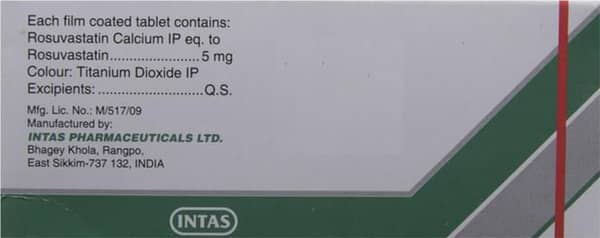 Each film coated tablet contains:
Rosuvastatin Calcium IP eq. to
Rosuvastatin........................5 mg
Colour: Titanium Dioxide IP
Excipients:............................Q.S.
Mfg. Lic. No.: M/517/09
Manufactured by:
INTAS PHARMACEUTICALS LTD.
Bhagey Khola, Rangpo,
East Sikkim-737 132, INDIA
INTAS